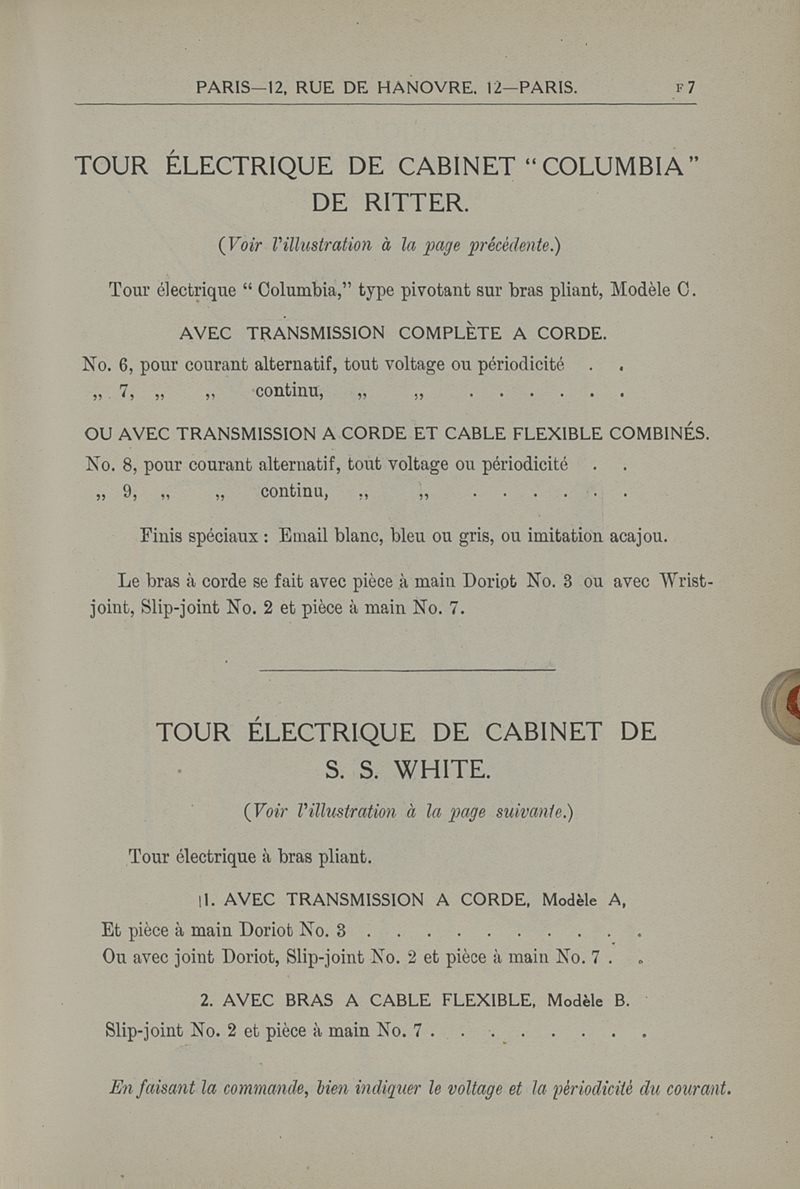 PARIS—12, RUE DE HANOVRE, 12—PARIS. F 7
TOUR ÉLECTRIQUE DE CABINET "COLUMBIA"
DE RITTER.
(Voir l'illustration à la page précédente.)
Tour électrique " Columbia," type pivotant sur bras pliant, Modèle C.
AVEC TRANSMISSION COMPLÈTE A CORDE.
No. 6, pour courant alternatif, tout voltage ou périodicité . .
„ 7, „ „ continu, „ „ . . . . . .
OU AVEC TRANSMISSION A CORDE ET CABLE FLEXIBLE COMBINÉS.
No. 8, pour courant alternatif, tout voltage ou périodicité . .
„ 9, „ „ continu, „ „ . . . . . .
Finis spéciaux : Email blanc, bleu ou gris, ou imitation acajou.
Le bras à corde se fait avec pièce à main Doriot No. 3 ou avec Wrist-
joint, Slip-joint No. 2 et pièce à main No. 7.
TOUR ÉLECTRIQUE DE CABINET DE
S. S. WHITE.
(Voir l'illustration à la page suivante.)
Tour électrique à bras pliant.
1. AVEC TRANSMISSION A CORDE, Modèle A,
Et pièce à main Doriot No. 3 . . . . . . . . . .
Ou avec joint Doriot, Slip-joint No. 2 et pièce à main No. 7 . .
2. AVEC BRAS A CABLE FLEXIBLE, Modèle B.
Slip-joint No. 2 et pièce à main No. 7 . . . . . . . .
En faisant la commande, bien indiquer le voltage et la périodicité du courant.